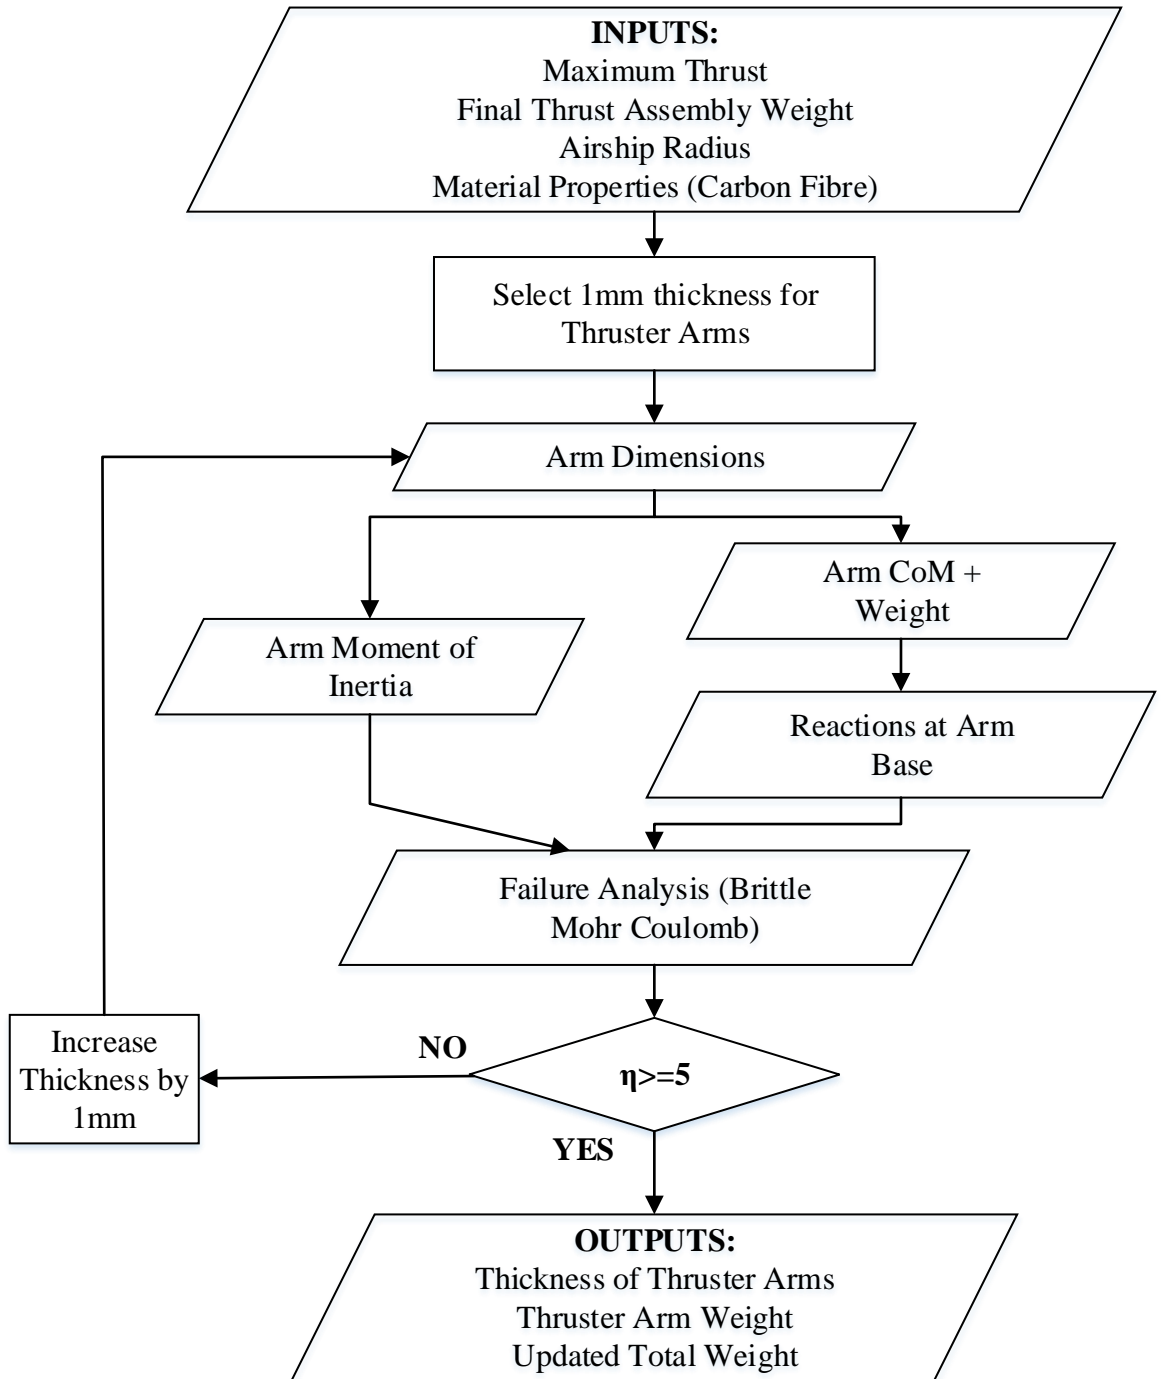 INPUTS:
Maximum Thrust
Final Thrust Assembly Weight
Airship Radius
Material Properties (Carbon Fibre)
Select 1mm thickness for
Thruster Arms
Arm Dimensions
Arm CoM +
Weight
Arm Moment of
Inertia
Reactions at Arm
Base
Failure Analysis (Brittle
Mohr Coulomb)
Increase
Thickness by
1mm
NO
η>=5
YES
OUTPUTS:
Thickness of Thruster Arms
Thruster Arm Weight
Updated Total Weight